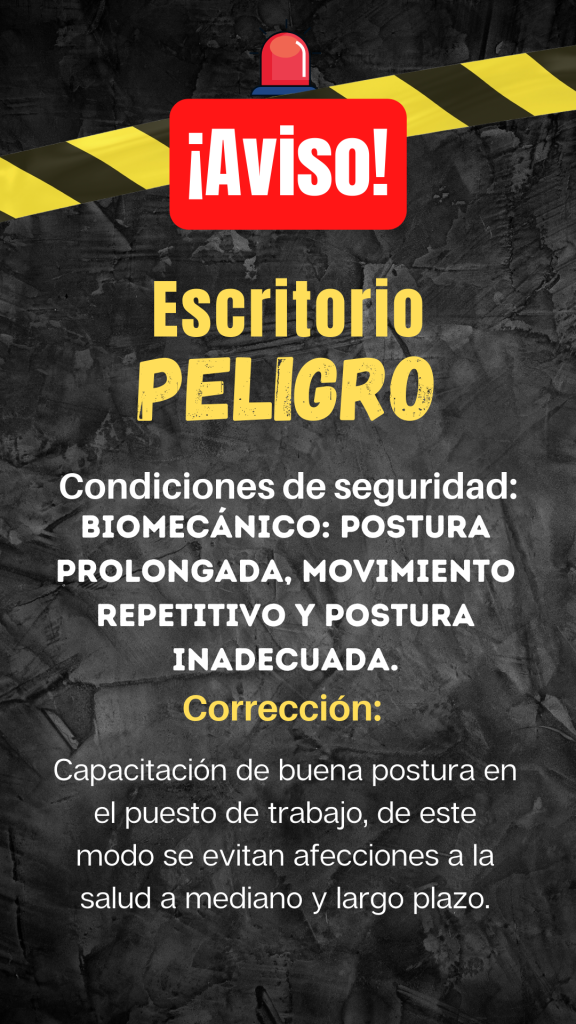 ¡Aviso!
Escritorio
PELIGRO
Condiciones de seguridad:
BIOMECÁNICO: POSTURA
PROLONGADA, MOVIMIENTO
REPETITIVO Y POSTURA
INADECUADA.
Corrección:
Capacitación de buena postura en
el puesto de trabajo, de este
modo se evitan afecciones a la
salud a mediano y largo plazo.